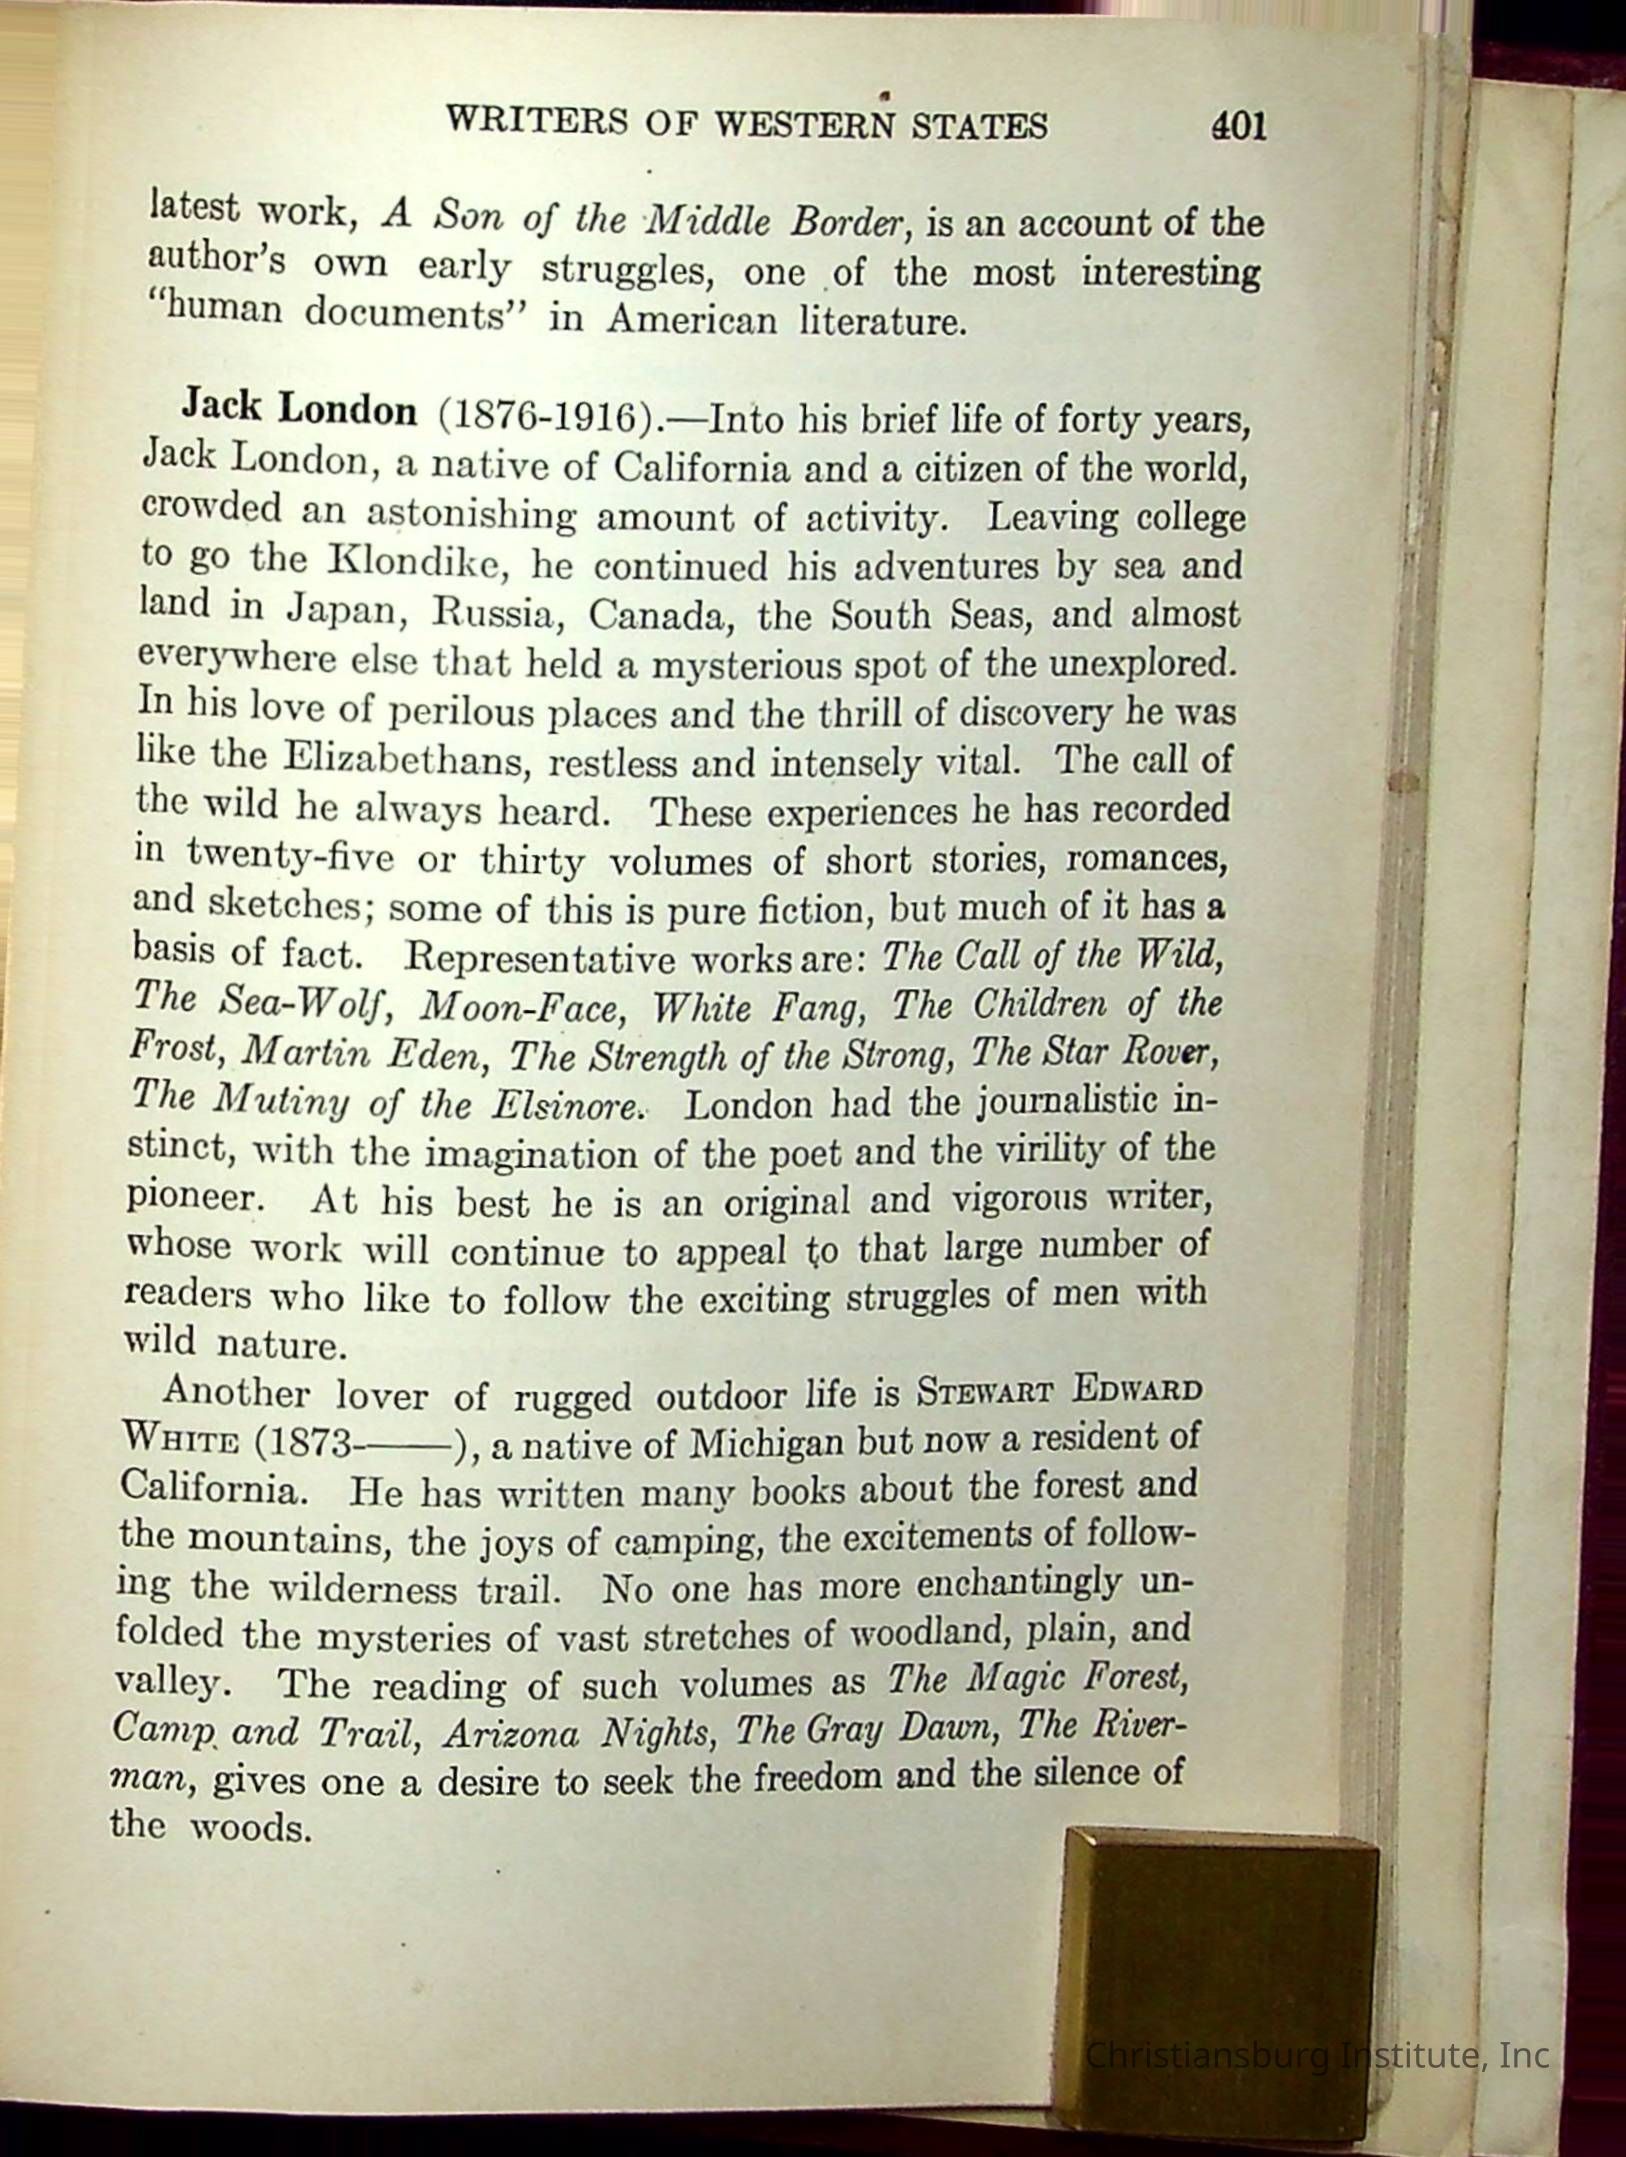 WRITERS OF WESTERN STATES 401
latest work, A Son of the Middle Border, is an account of the
author's own early struggles, one of the most interesting
“human documents” in American literature.
Jack London (1876-1916).—Into his brief life of forty years,
Jack London, a native of California and a citizen of the world,
crowded an astonishing amount of activity. Leaving college
to go the Klondike, he continued his adventures by sea and
land in Japan, Russia, Canada, the South Seas, and almost
everywhere else that held a mysterious spot of the unexplored.
In his love of perilous places and the thrill of discovery he was
like the Elizabethans, restless and intensely vital. The call of
the wild he always heard. These experiences he has recorded
in twenty-five or thirty volumes of short stories, romances,
and sketches; some of this is pure fiction, but much of it has a
basis of fact. Representative works are: The Call of the Wild,
The Sea-Wolf, Moon-Face, White Fang, The Children of the
Frost, Martin Eden, The Strength of the Strong, The Star Rover,
The Mutiny of the Elsinore. London had the journalistic in-
stinct, with the imagination of the poet and the virility of the
pioneer. At his best he is an original and vigorous writer,
whose work will continue to appeal to that large number of
readers who like to follow the exciting struggles of men with
wild nature.
Another lover of rugged outdoor life is STEWART EDWARD
WHITE (1873-——), a native of Michigan but now a resident of
California. He has written many books about the forest and
the mountains, the joys of camping, the excitements of follow-
ing the wilderness trail. No one has more enchantingly un-
folded the mysteries of vast stretches of woodland, plain, and
valley. The reading of such volumes as The Magic Forest,
Camp and Trail, Arizona Nights, The Gray Dawn, The River-
man, gives one a desire to seek the freedom and the silence of
the woods.
Christiansburg Institute, Inc